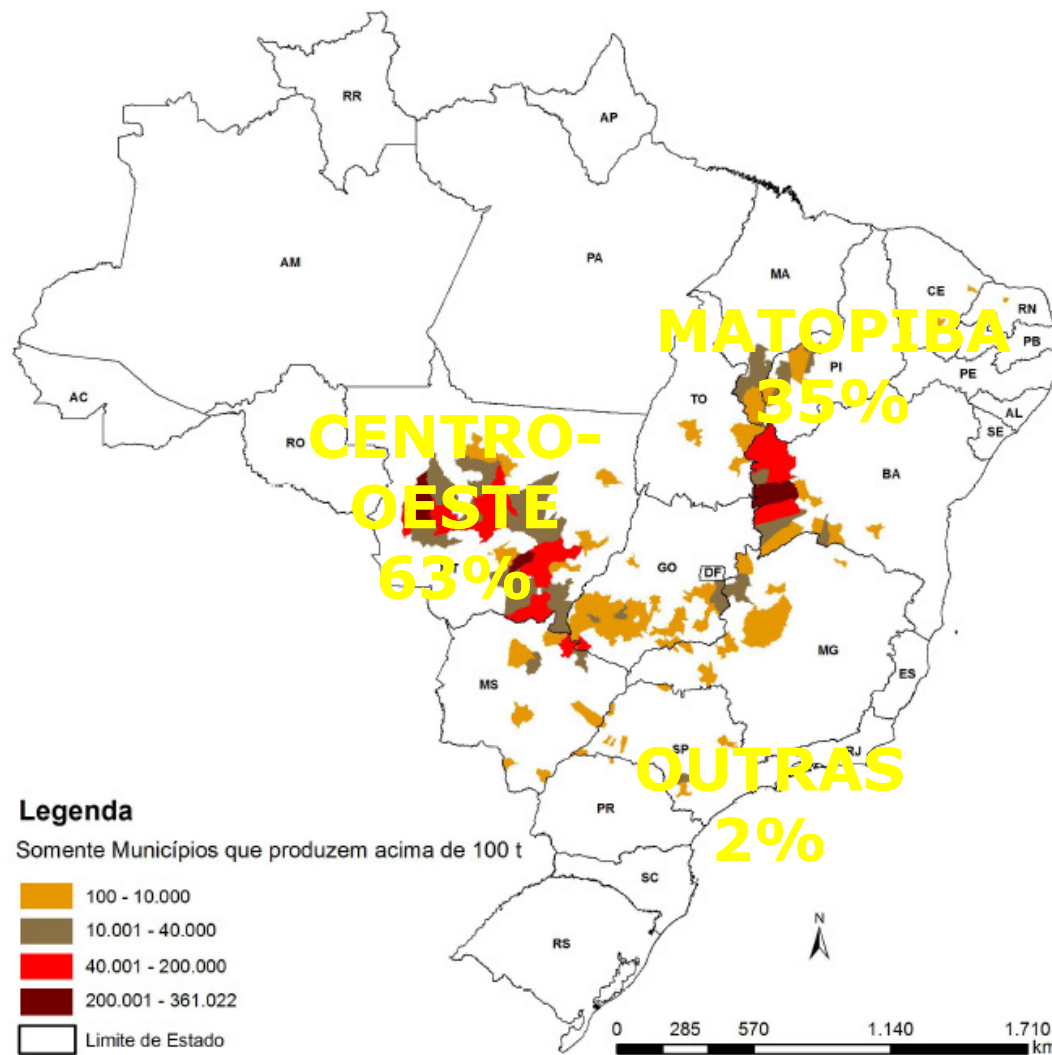 RR
AP
AM
PA
MA
CE
RN
MATOPIBA
PB
PI
PE
35%
TO
AC
AL
SE
CENTRO-
RO
BA
OESTE
63%
GO
DF
MG
ES
MS
SP
RJ
OUTRAS
2%
PR
SC
RS
N
Legenda
Somente Municípios que produzem acima de 100 t
100 - 10.000
10.001 - 40.000
40.001 - 200.000
200.001 - 361.022
Limite de Estado
0 285 570 1.140 1.710
km